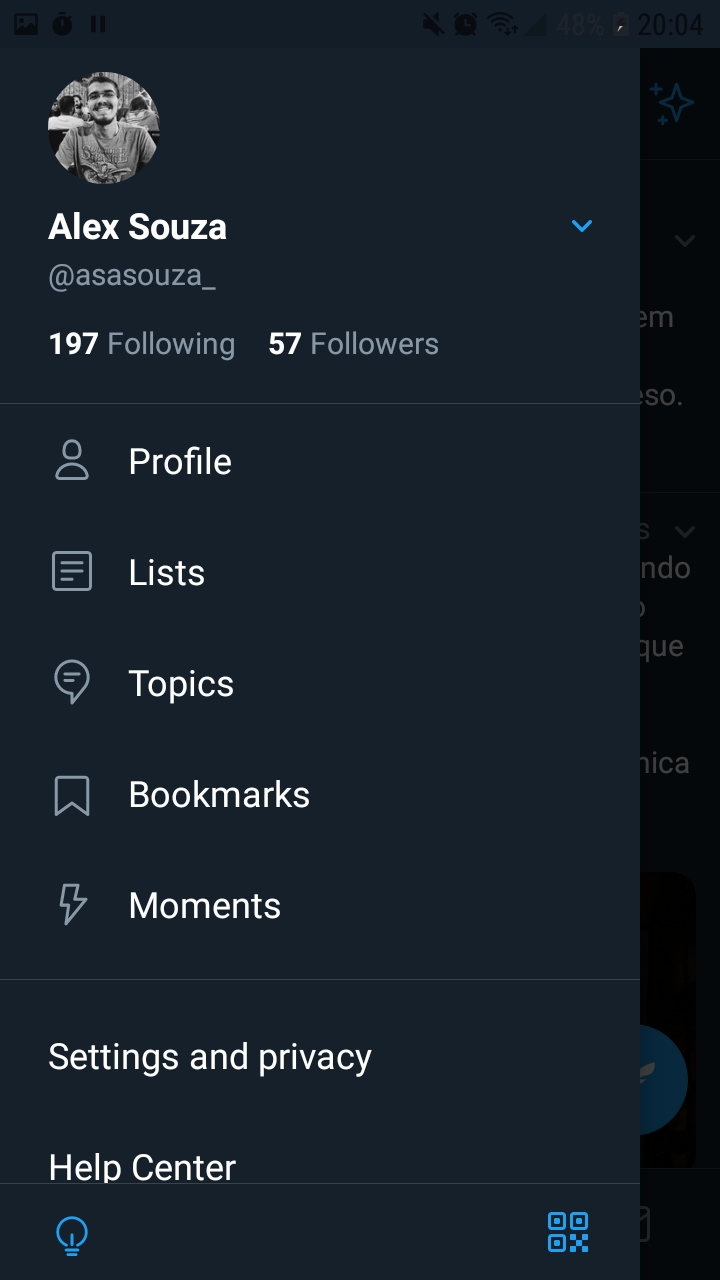 48% 20:04
Alex Souza
@asasouza_
197 Following 57 Followers
em
eso.
Profile
s
Lists
ndo
o
que
Topics
nica
Bookmarks
Moments
Settings and privacy
Help Center